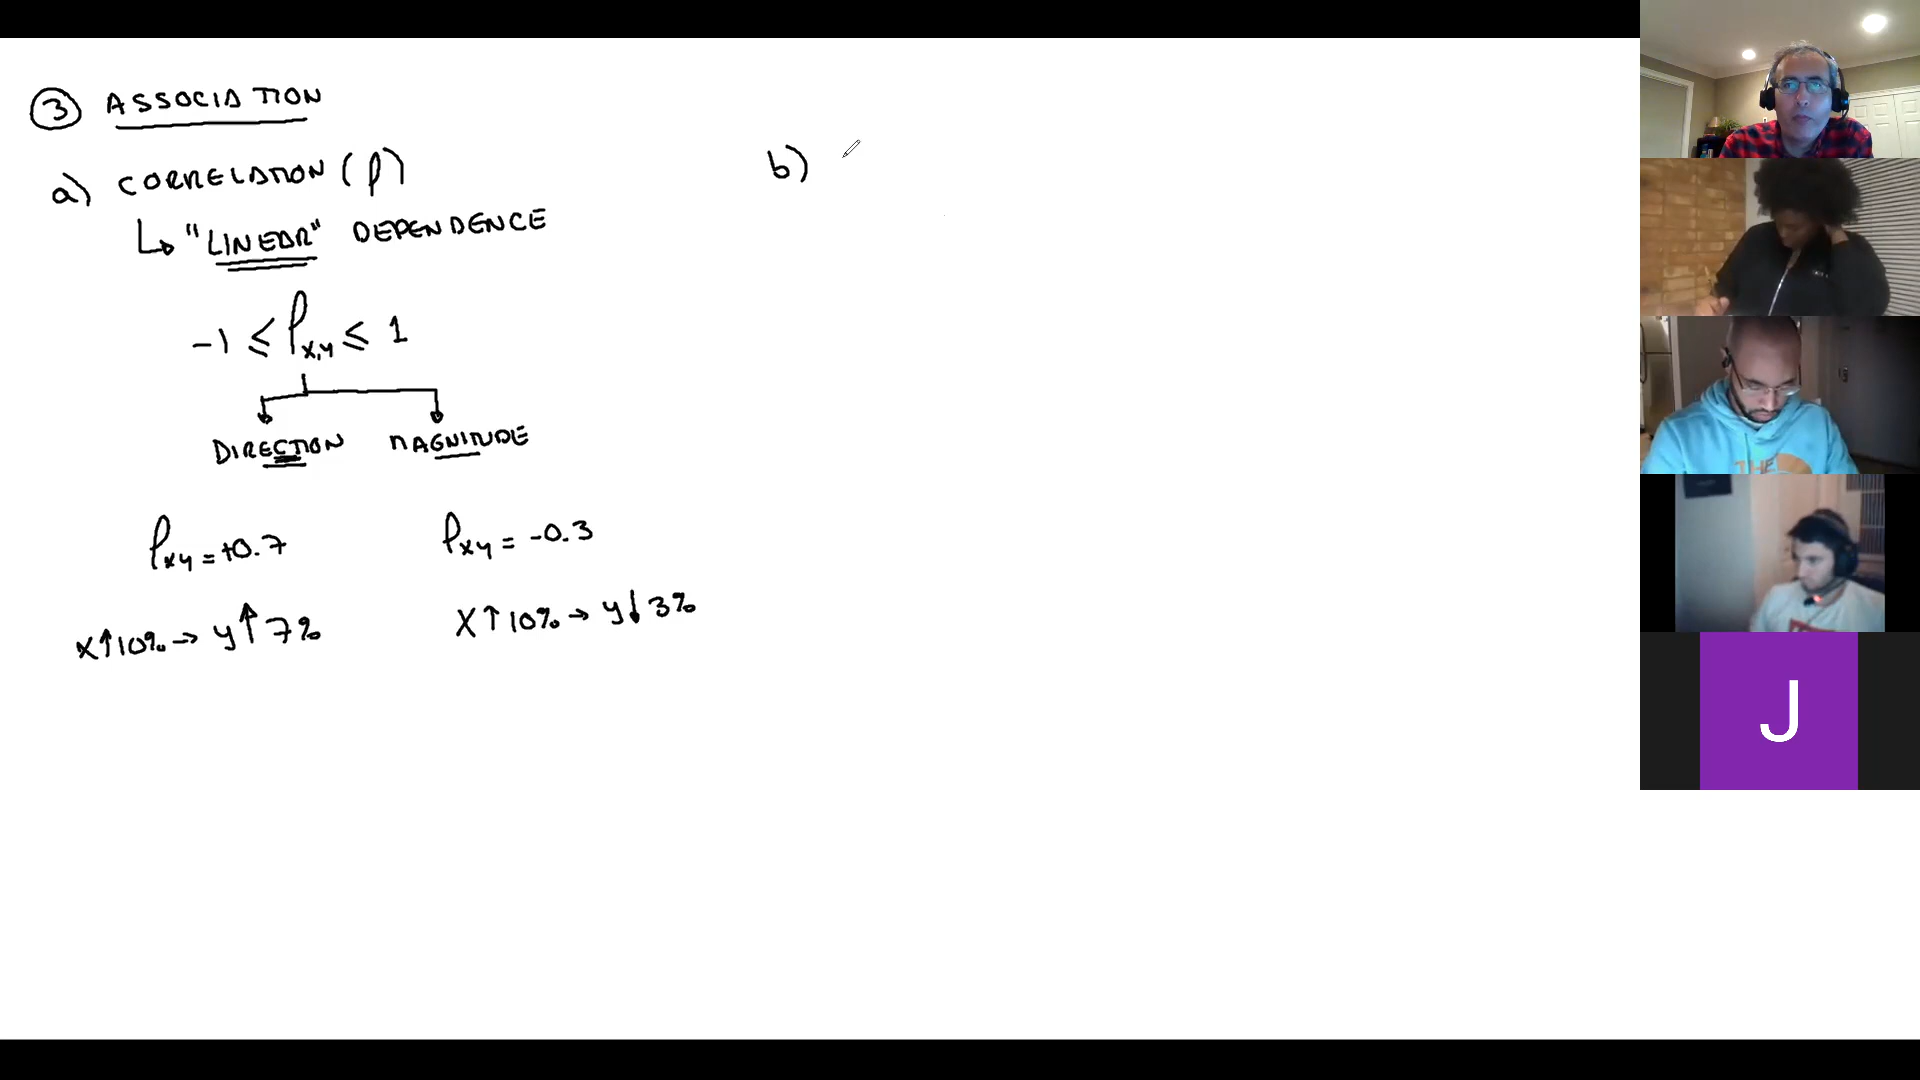 3 ASSOCIATION
a) CORRELATION (ρ)
↳ "LINEAR" DEPENDENCE
-1 ≤ ρx,y ≤ 1
DIRECTION MAGNITUDE
ρxy = +0.7 ρxy = -0.3
x↑10% → y↑7% x↑10% → y↓3%
b)
THE
J